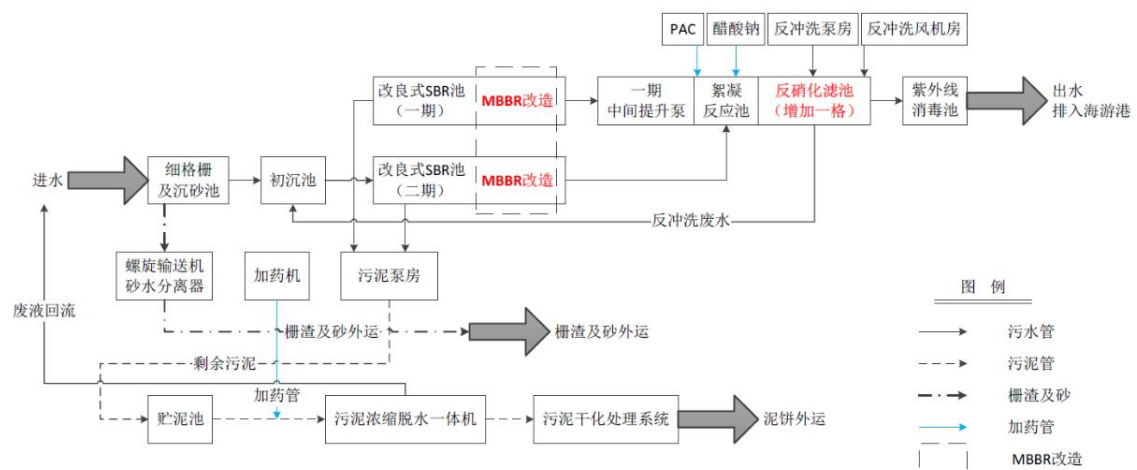 PAC
醋酸钠
反冲洗泵房
反冲洗风机房
改良式SBR池
（一期）
MBBR改造
一期
中间提升泵
絮凝
反应池
反硝化滤池
（增加一格）
紫外线
消毒池
出水
排入海游港
进水
细格栅
及沉砂池
初沉池
改良式SBR池
（二期）
MBBR改造
反冲洗废水
螺旋输送机
砂水分离器
加药机
污泥泵房
废液回流
栅渣及砂外运
栅渣及砂外运
剩余污泥
加药管
贮泥池
污泥浓缩脱水一体机
污泥干化处理系统
泥饼外运
图 例
污水管
污泥管
栅渣及砂
加药管
MBBR改造